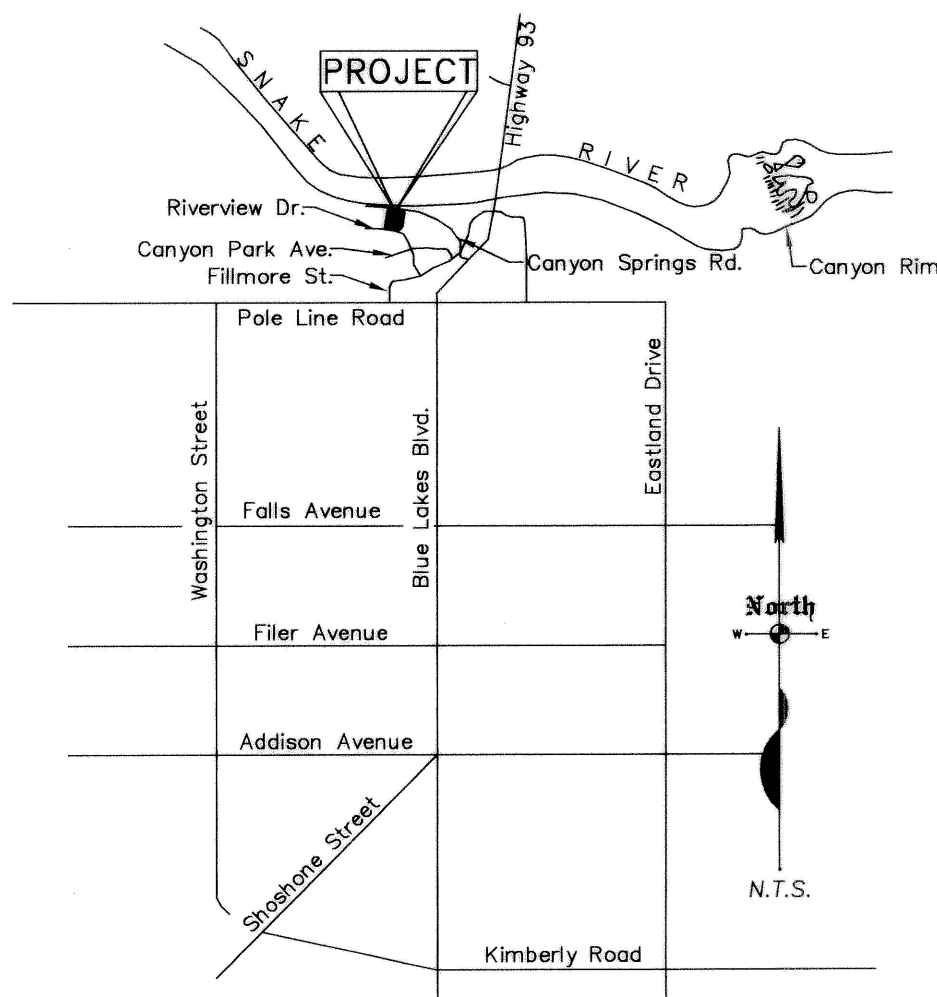 PROJECT
Highway 93
SNAKE
RIVER
Riverview Dr.
Canyon Park Ave.
Canyon Springs Rd.
Canyon Rim
Fillmore St.
Pole Line Road
Washington Street
Blue Lakes Blvd.
Eastland Drive
Falls Avenue
North
W
E
Filer Avenue
Addison Avenue
Shoshone Street
N.T.S.
Kimberly Road